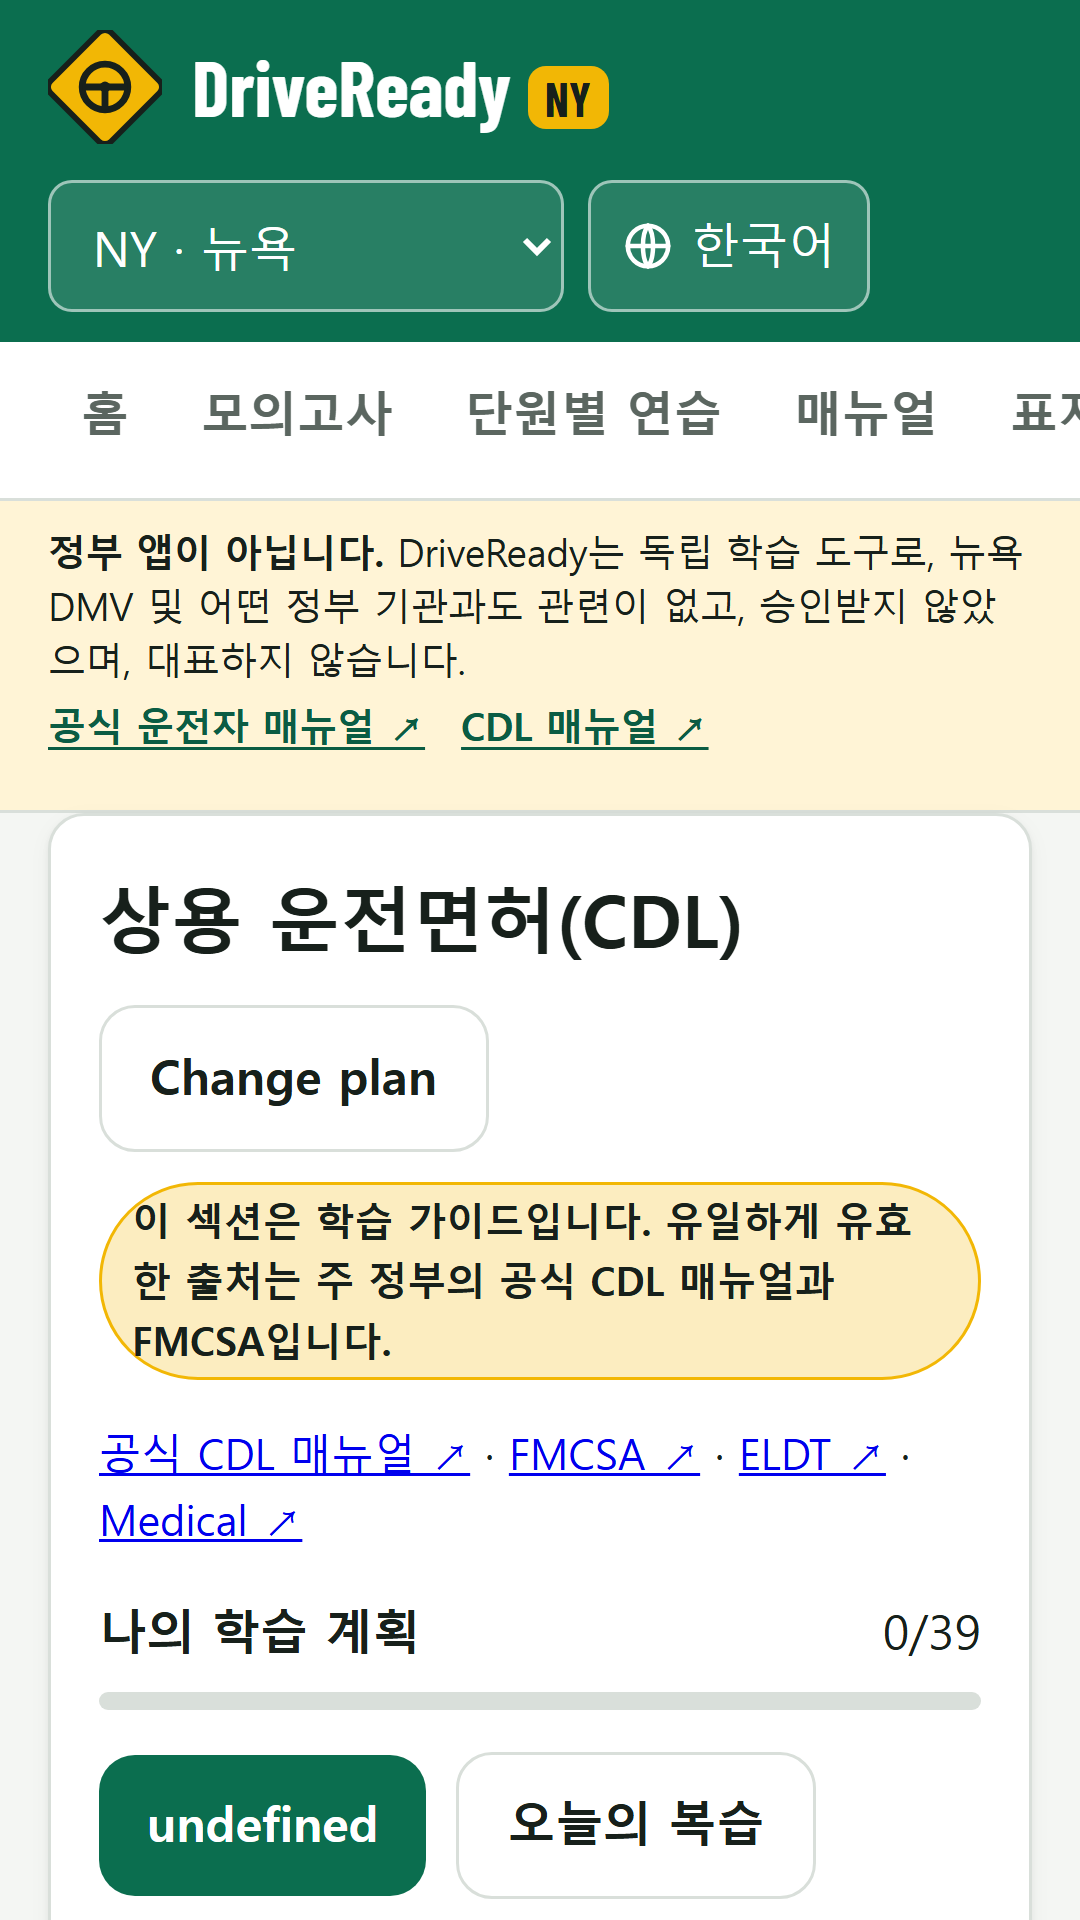 DriveReady NY
NY · 뉴욕
한국어
홈 모의고사 단원별 연습 매뉴얼
정부 앱이 아닙니다. DriveReady는 독립 학습 도구로, 뉴욕
DMV 및 어떤 정부 기관과도 관련이 없고, 승인받지 않았
으며, 대표하지 않습니다.
공식 운전자 매뉴얼 ↗ CDL 매뉴얼 ↗
상용 운전면허(CDL)
Change plan
이 섹션은 학습 가이드입니다. 유일하게 유효
한 출처는 주 정부의 공식 CDL 매뉴얼과
FMCSA입니다.
공식 CDL 매뉴얼 ↗ · FMCSA ↗ · ELDT ↗ ·
Medical ↗
나의 학습 계획 0/39
undefined 오늘의 복습